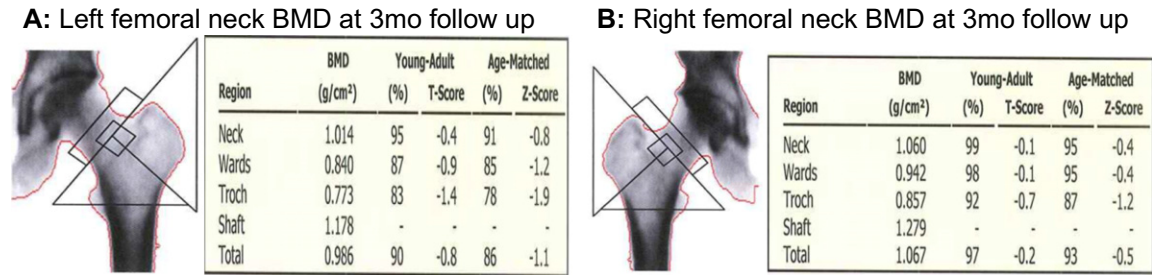 A: Left femoral neck BMD at 3mo follow up
BMD Young-Adult Age-Matched
Region (g/cm²) (%) T-Score (%) Z-Score
Neck 1.014 95 -0.4 91 -0.8
Wards 0.840 87 -0.9 85 -1.2
Troch 0.773 83 -1.4 78 -1.9
Shaft 1.178 - - - -
Total 0.986 90 -0.8 86 -1.1
B: Right femoral neck BMD at 3mo follow up
BMD Young-Adult Age-Matched
Region (g/cm²) (%) T-Score (%) Z-Score
Neck 1.060 99 -0.1 95 -0.4
Wards 0.942 98 -0.1 95 -0.4
Troch 0.857 92 -0.7 87 -1.2
Shaft 1.279 - - - -
Total 1.067 97 -0.2 93 -0.5